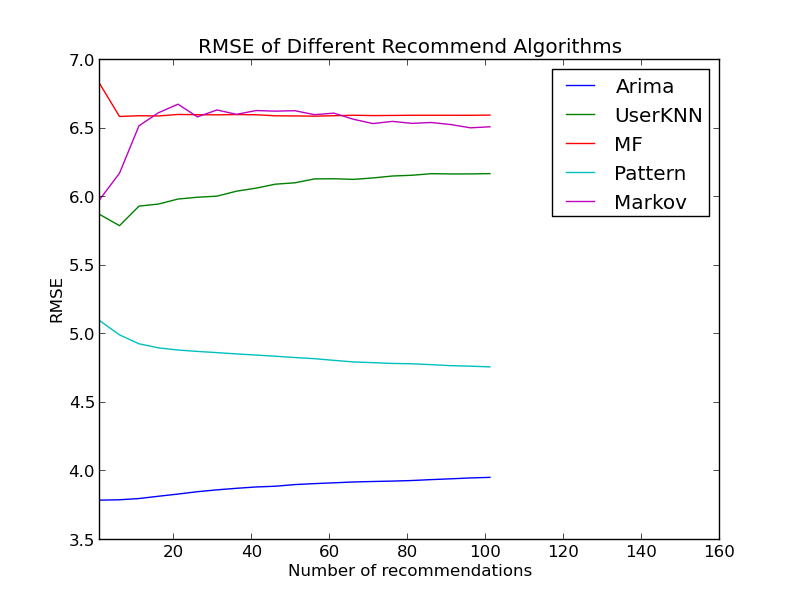 RMSE of Different Recommend Algorithms
7.0
6.5
6.0
5.5
5.0
4.5
4.0
3.5
RMSE
Arima
UserKNN
MF
Pattern
Markov
20 40 60 80 100 120 140 160
Number of recommendations